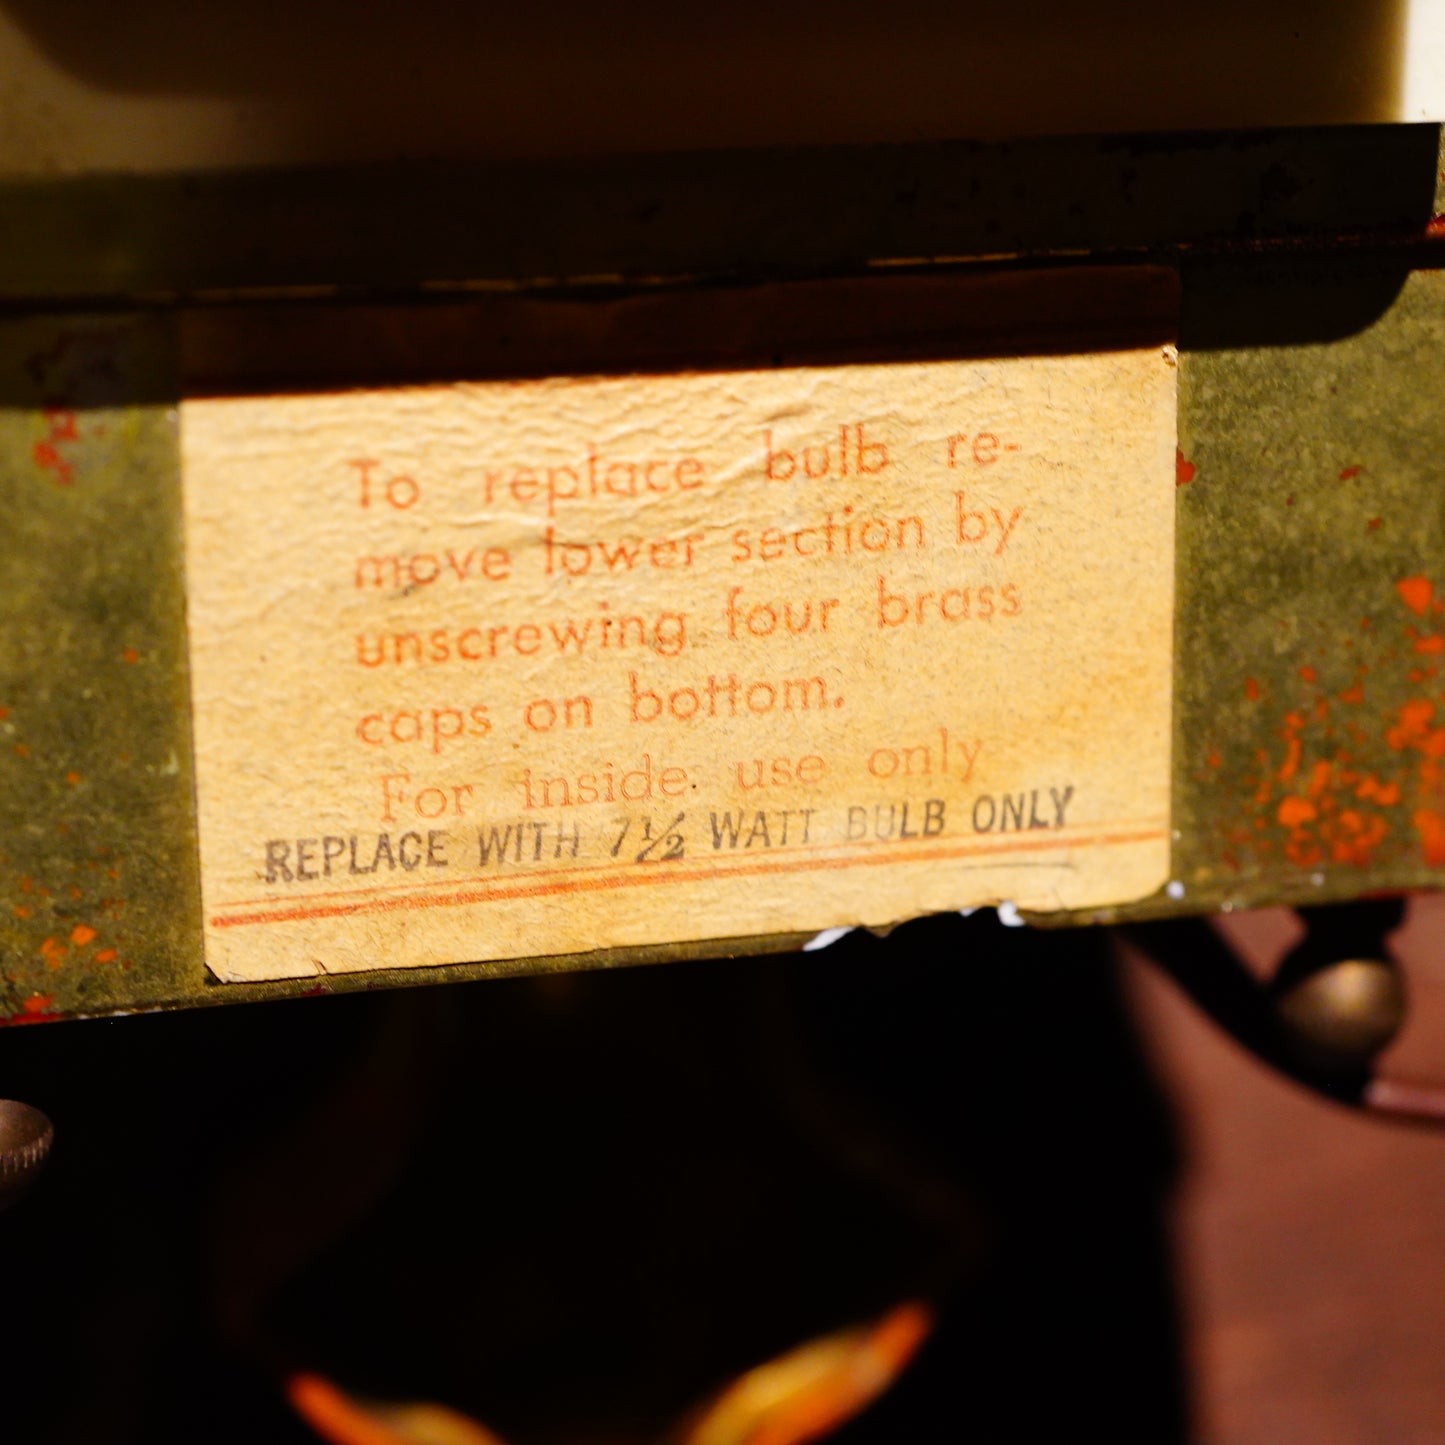 To replace bulb re-
move lower section by
unscrewing four brass
caps on bottom.
For inside use only
REPLACE WITH 7½ WATT BULB ONLY